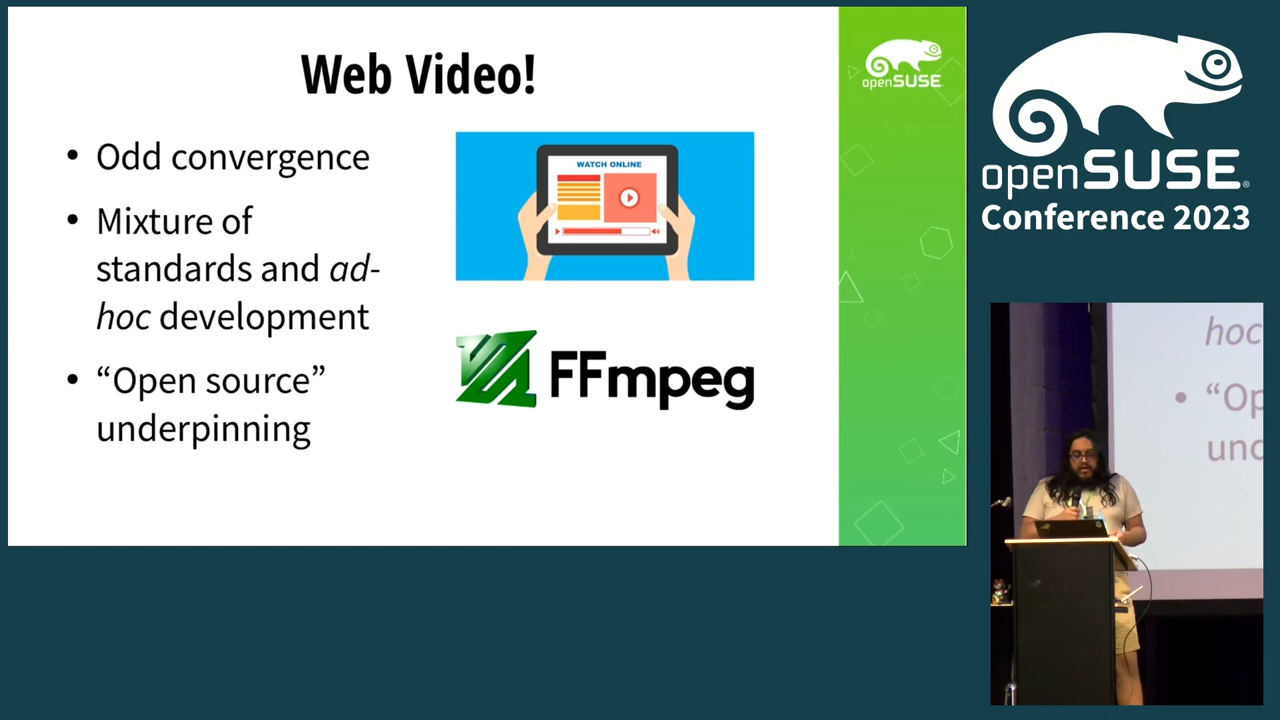 Web Video!
• Odd convergence
• Mixture of
standards and ad-
hoc development
• “Open source”
underpinning
WATCH ONLINE
FFmpeg
openSUSE
openSUSE®
Conference 2023
hoc
• “Op
und